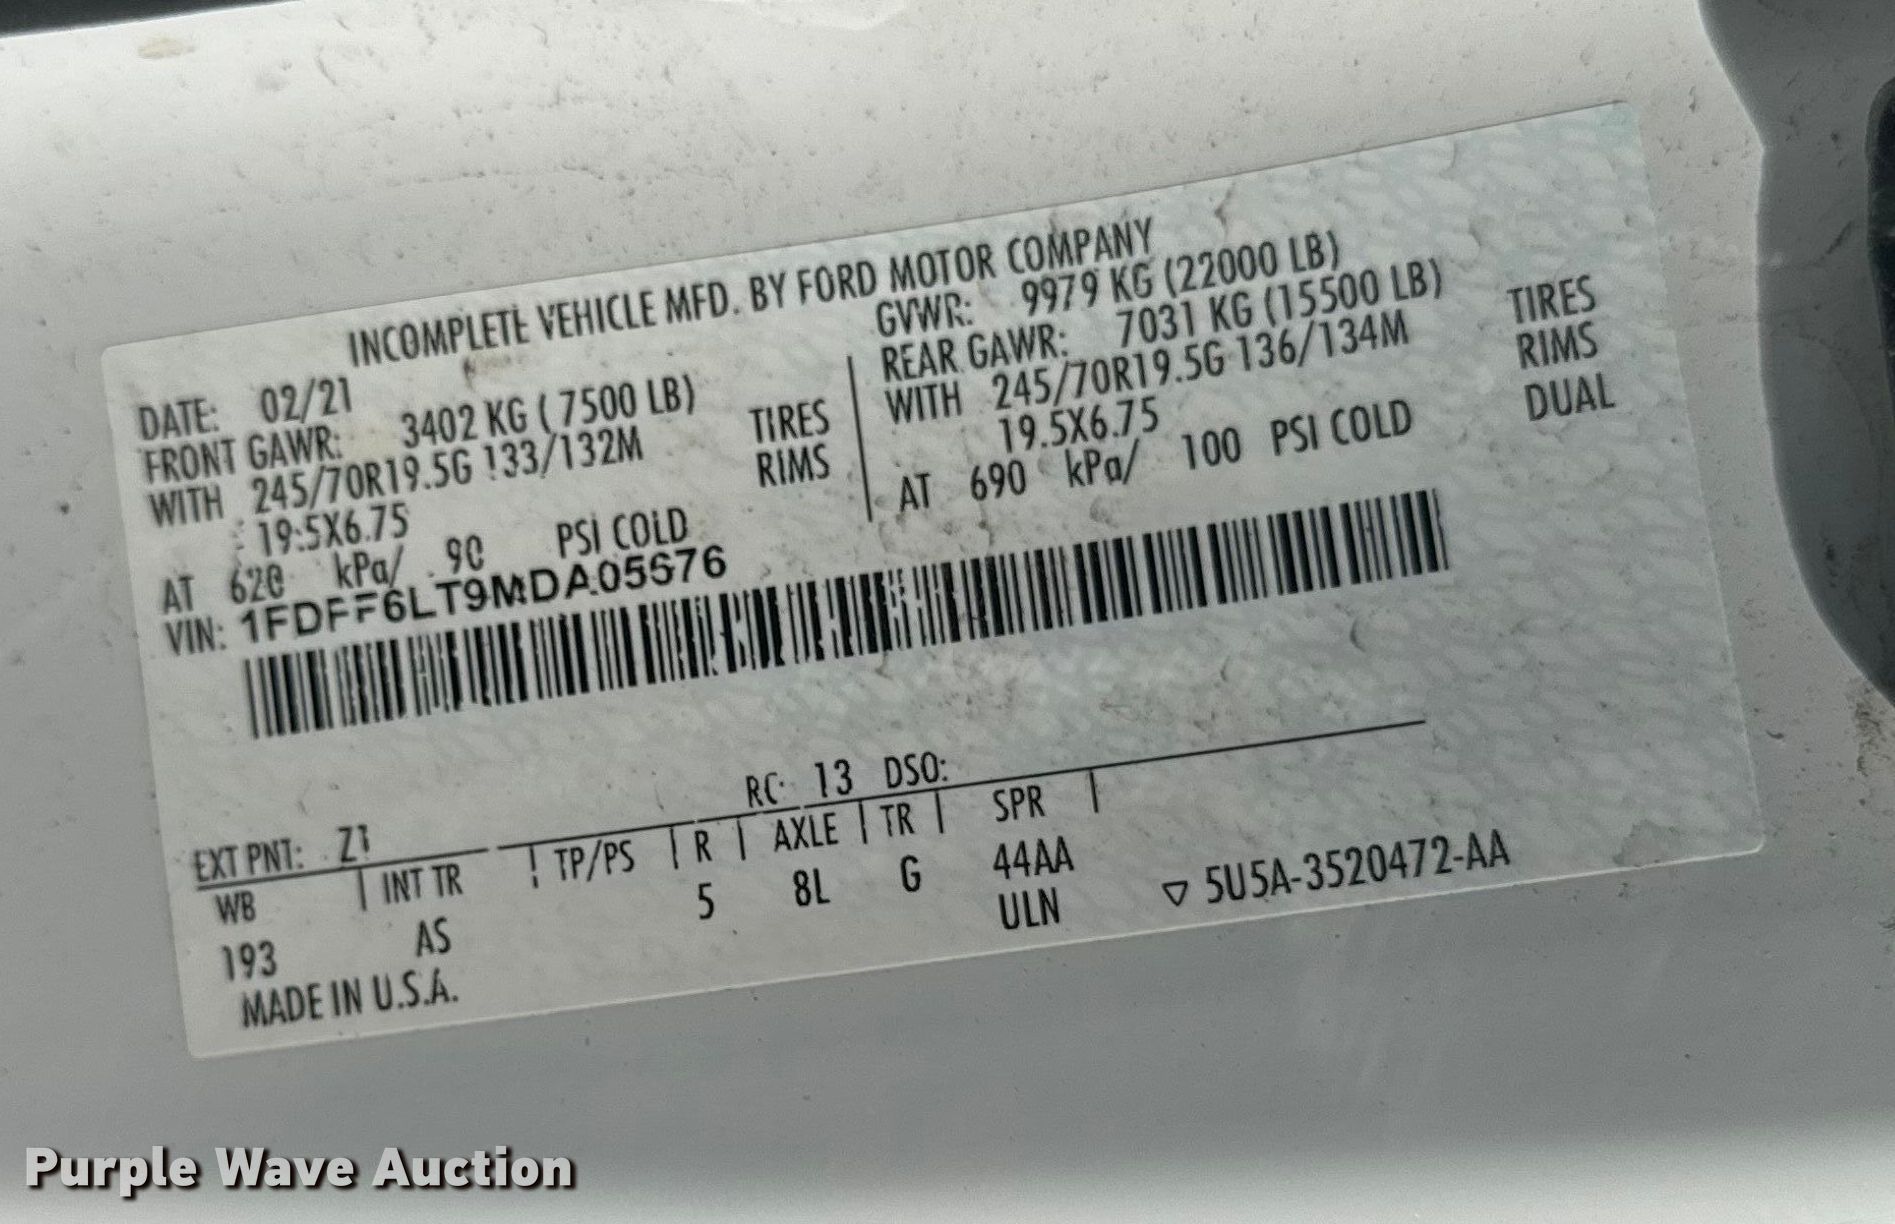 INCOMPLETE VEHICLE MFD. BY FORD MOTOR COMPANY
DATE: 02/21
GVWR: 9979 KG (22000 LB)
FRONT GAWR: 3402 KG ( 7500 LB)
REAR GAWR: 7031 KG (15500 LB)
WITH 245/70R19.5G 133/132M TIRES
WITH 245/70R19.5G 136/134M TIRES
19.5X6.75 RIMS
19.5X6.75 RIMS
AT 620 kPa/ 90 PSI COLD
AT 690 kPa/ 100 PSI COLD DUAL
VIN: 1FDFF6LT9MDA05676
EXT PNT: Z1 RC: 13 DSO:
WB | INT TR | TP/PS | R | AXLE | TR | SPR |
193 AS 5 8L G 44AA
ULN
▽ 5U5A-3520472-AA
MADE IN U.S.A.
Purple Wave Auction